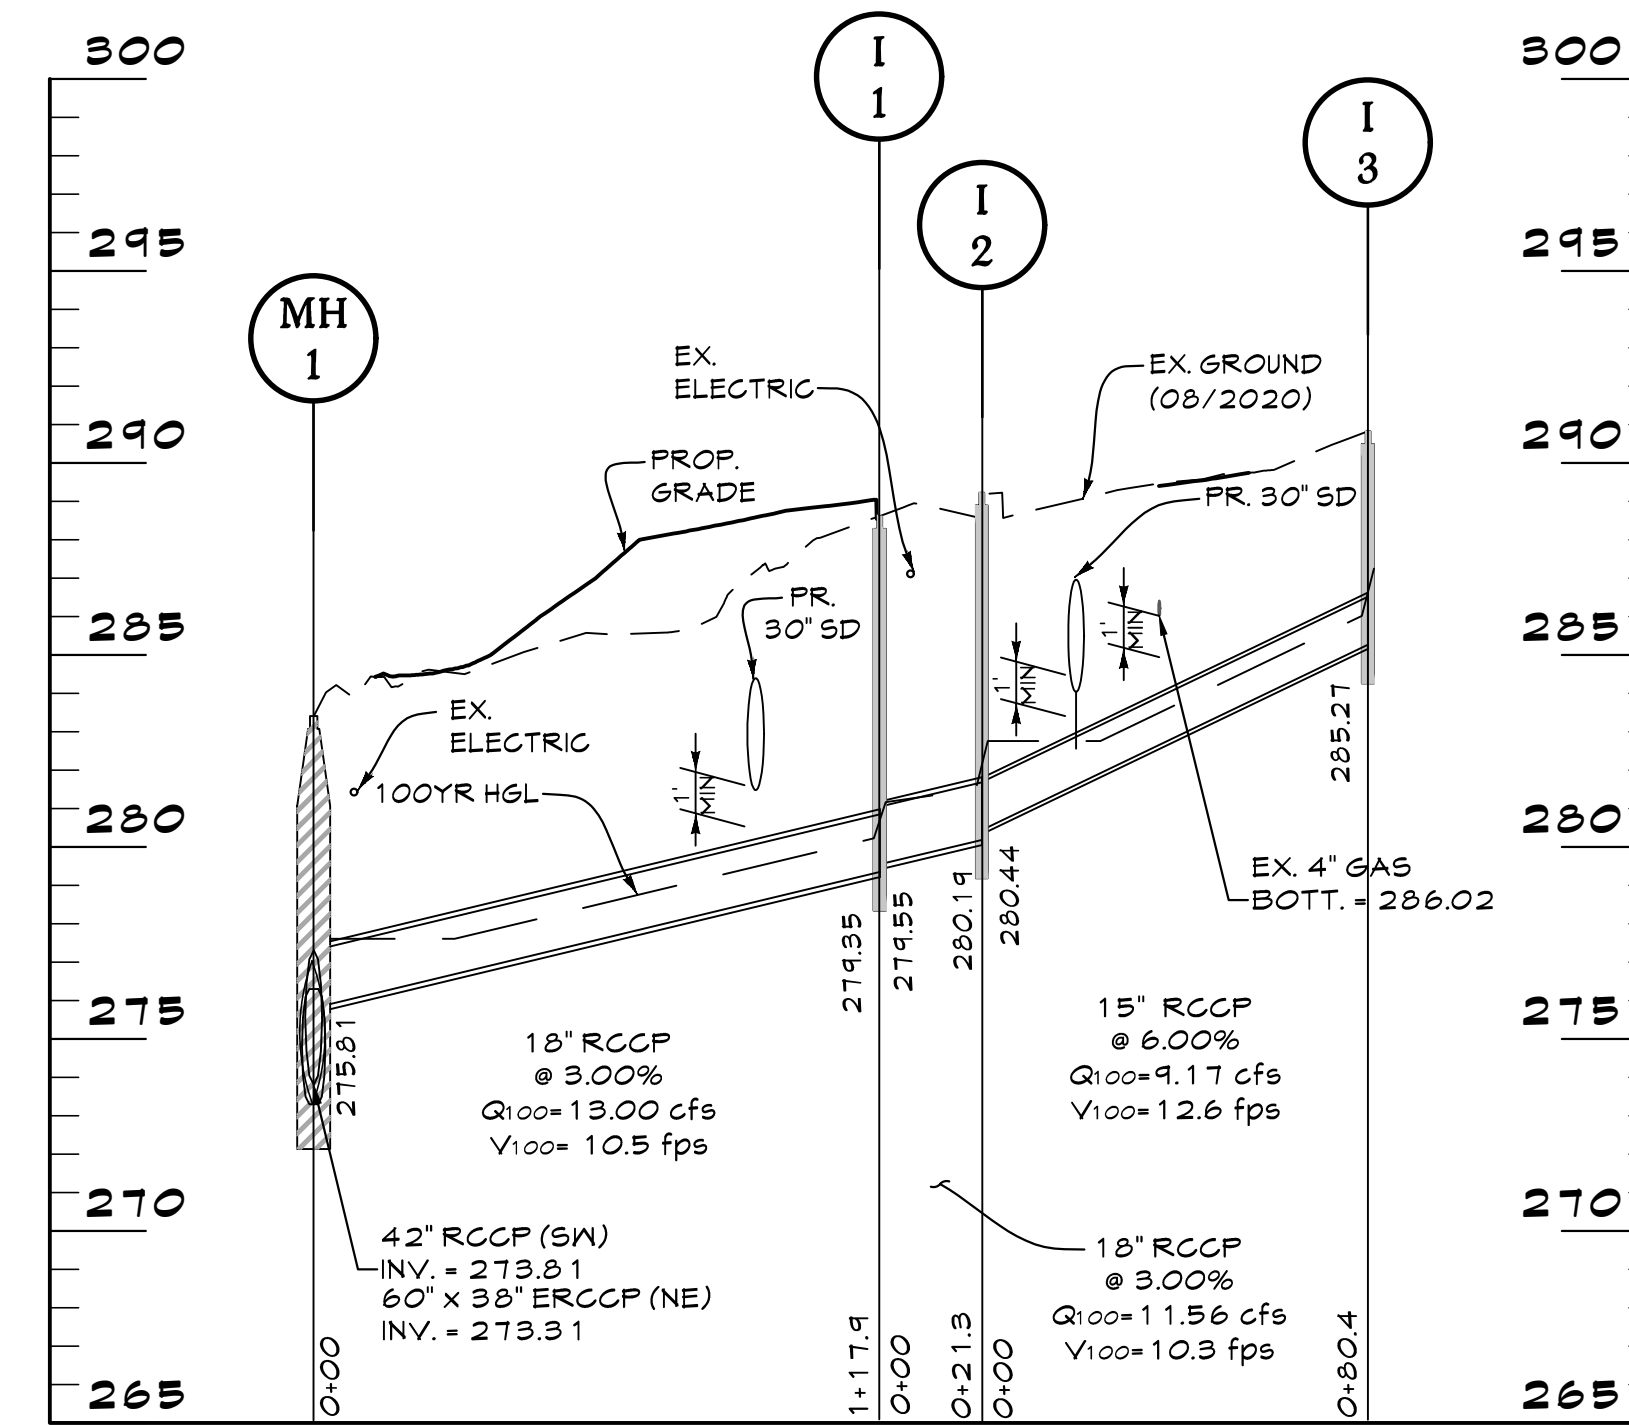 300
300
I
1
I
3
I
2
295
295
MH
1
EX.
ELECTRIC
EX. GROUND
(08/2020)
290
290
PROP.
GRADE
PR. 30" SD
PR.
30" SD
1'
MIN
285
285
1'
MIN
EX.
ELECTRIC
1'
MIN
100YR HGL
285.27
280
280
EX. 4" GAS
BOTT. = 286.02
279.35
279.55
280.19
280.44
275
275
275.81
18" RCCP
@ 3.00%
Q100=13.00 cfs
V100= 10.5 fps
15" RCCP
@ 6.00%
Q100=9.17 cfs
V100=12.6 fps
270
270
42" RCCP (SW)
INV. = 273.81
60" X 38" ERCCP (NE)
INV. = 273.31
18" RCCP
@ 3.00%
Q100=11.56 cfs
V100=10.3 fps
265
265
0+00
1+17.9
0+00
0+21.3
0+00
0+80.4